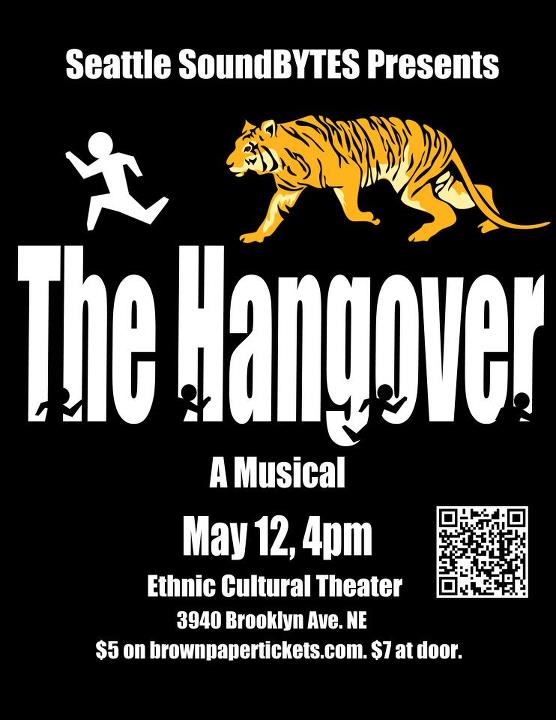 Seattle SoundBYTES Presents
The Hangover
A Musical
May 12, 4pm
Ethnic Cultural Theater
3940 Brooklyn Ave. NE
$5 on brownpapertickets.com. $7 at door.